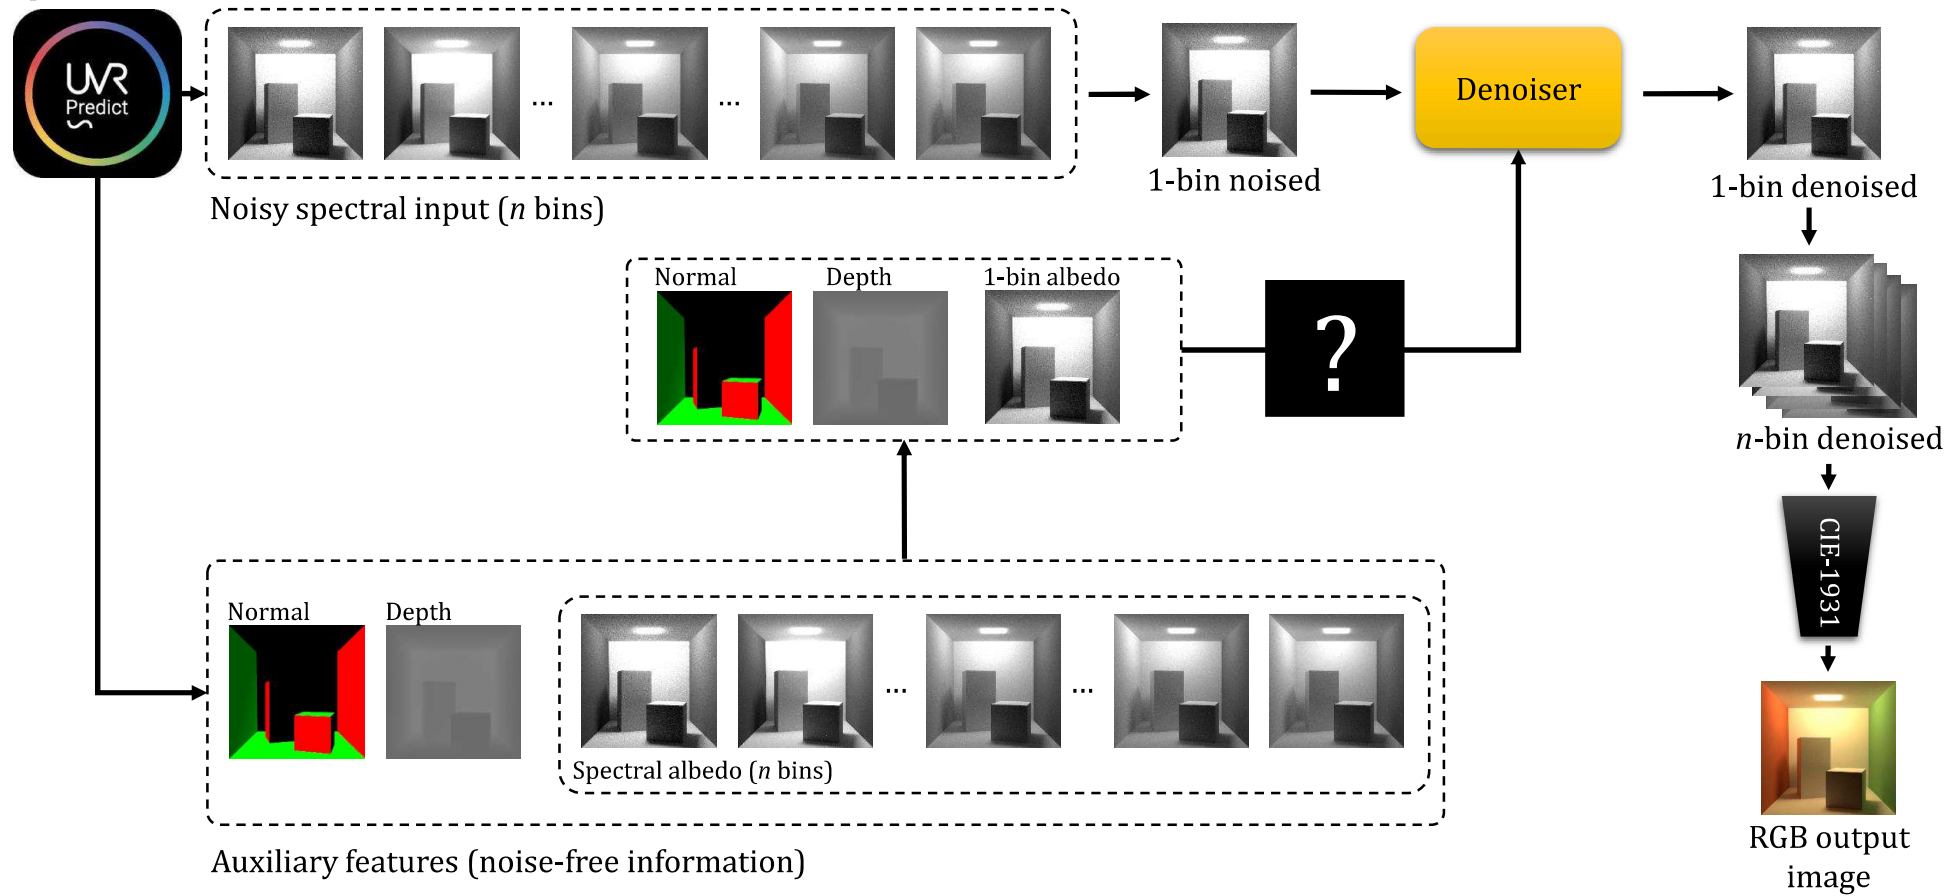 UVR
Predict
...
...
Noisy spectral input (n bins)
1-bin noised
Denoiser
1-bin denoised
Normal
Depth
1-bin albedo
?
n-bin denoised
CIE-1931
Normal
Depth
...
...
Spectral albedo (n bins)
Auxiliary features (noise-free information)
RGB output
image